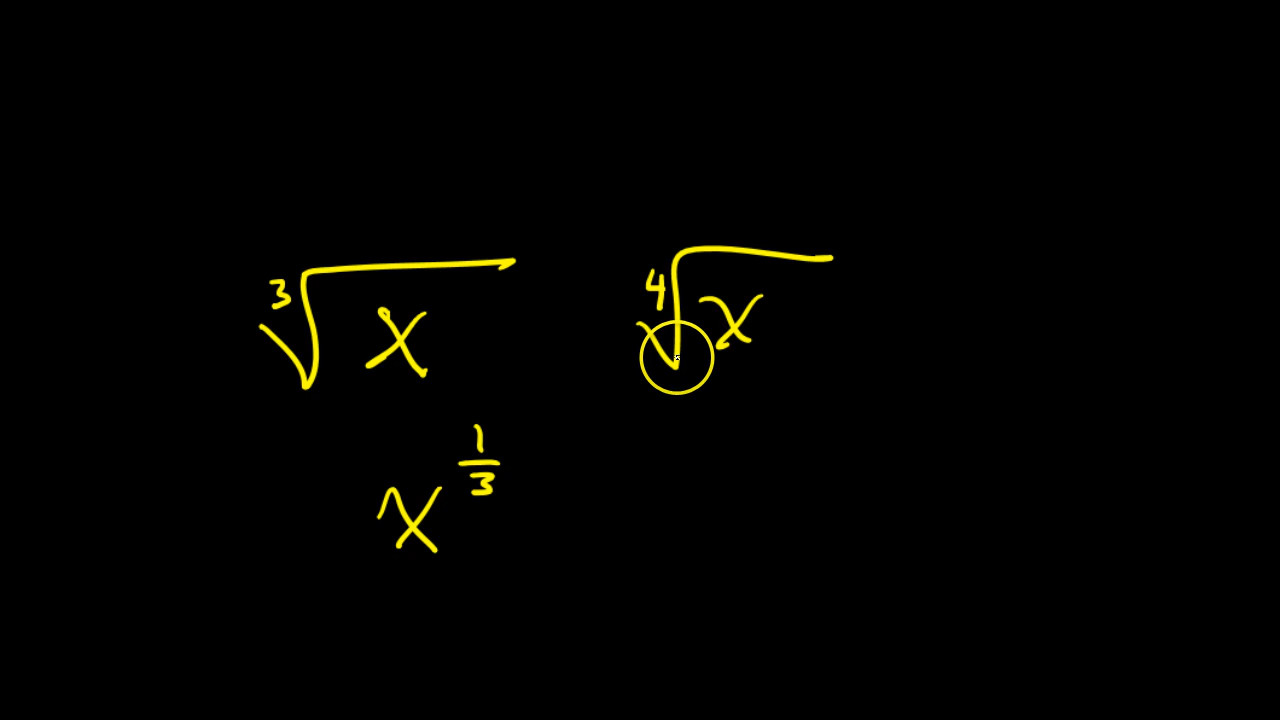 ∛x ∜x
x^{1/3}